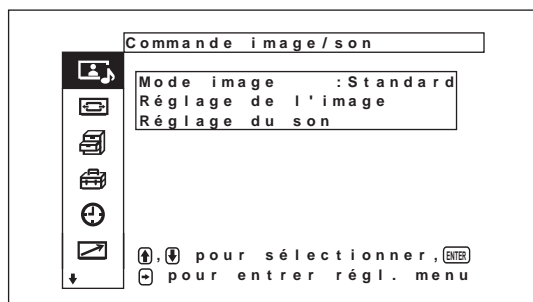 Commande image/son
Mode image :Standard
Réglage de l'image
Réglage du son
, pour sélectionner, ENTER
pour entrer régl. menu